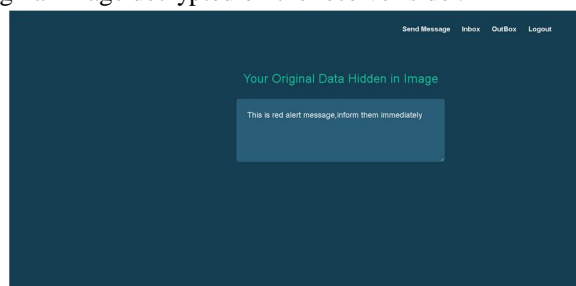 Send Message Inbox OutBox Logout
Your Original Data Hidden in Image
This is red alert message,inform them immediately